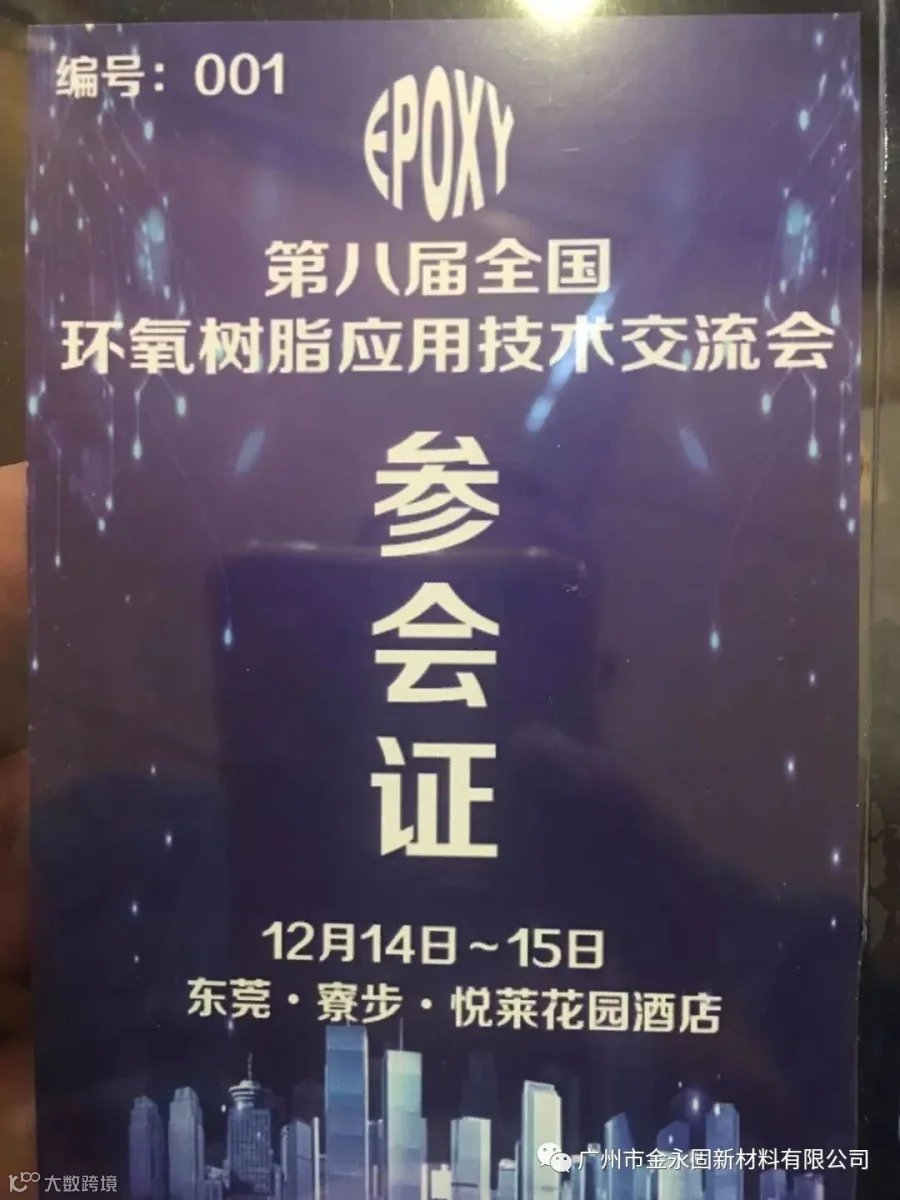 编号：001
EPOXY
第八届全国
环氧树脂应用技术交流会
参
会
证
12月14日~15日
东莞·寮步·悦莱花园酒店
广州市金永固新材料有限公司
大数跨境